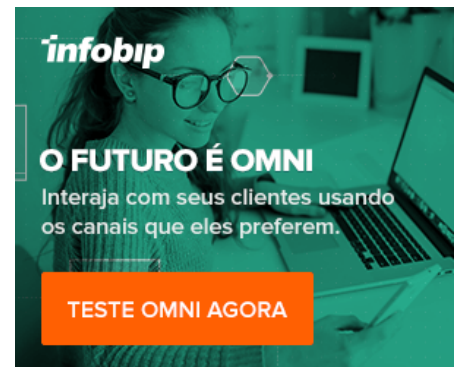 infobip
O FUTURO É OMNI
Interaja com seus clientes usando
os canais que eles preferem.
TESTE OMNI AGORA